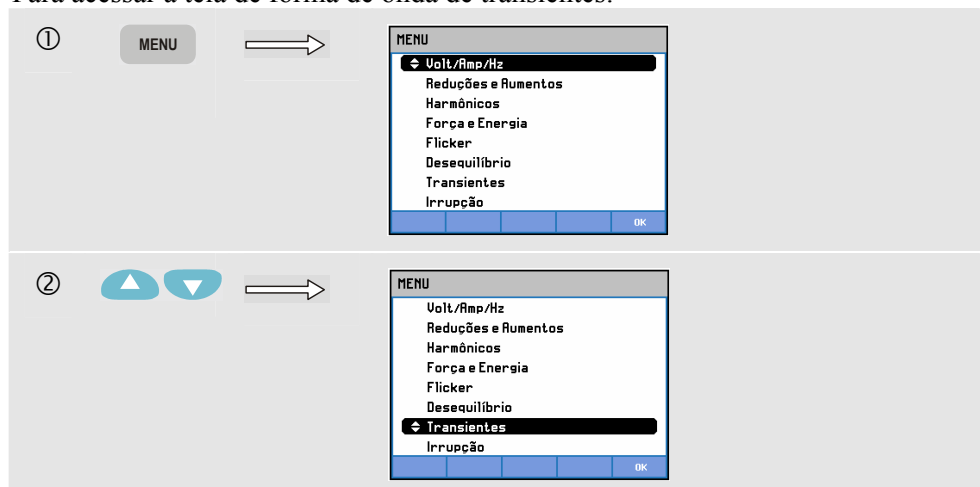 Para acessar a tela de forma de onda de transientes:
①
MENU
MENU
Volt/Amp/Hz
Reduções e Aumentos
Harmônicos
Força e Energia
Flicker
Desequilíbrio
Transientes
Irrupção
OK
②
MENU
Volt/Amp/Hz
Reduções e Aumentos
Harmônicos
Força e Energia
Flicker
Desequilíbrio
Transientes
Irrupção
OK